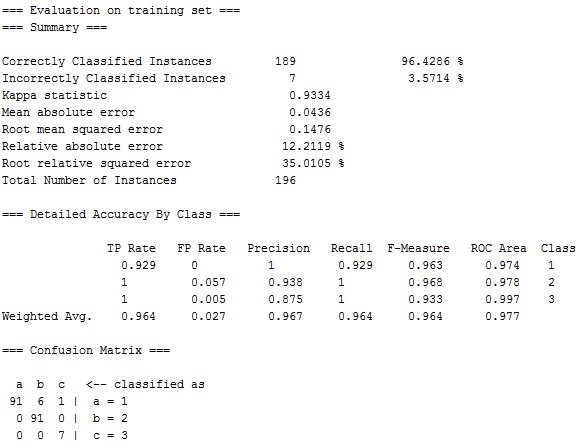 === Evaluation on training set ===
=== Summary ===
Correctly Classified Instances 189 96.4286 %
Incorrectly Classified Instances 7 3.5714 %
Kappa statistic 0.9334
Mean absolute error 0.0436
Root mean squared error 0.1476
Relative absolute error 12.2119 %
Root relative squared error 35.0105 %
Total Number of Instances 196
=== Detailed Accuracy By Class ===
TP Rate FP Rate Precision Recall F-Measure ROC Area Class
0.929 0 1 0.929 0.963 0.974 1
1 0.057 0.938 1 0.968 0.978 2
1 0.005 0.875 1 0.933 0.997 3
Weighted Avg. 0.964 0.027 0.967 0.964 0.964 0.977
=== Confusion Matrix ===
a b c <-- classified as
91 6 1 | a = 1
0 91 0 | b = 2
0 0 7 | c = 3